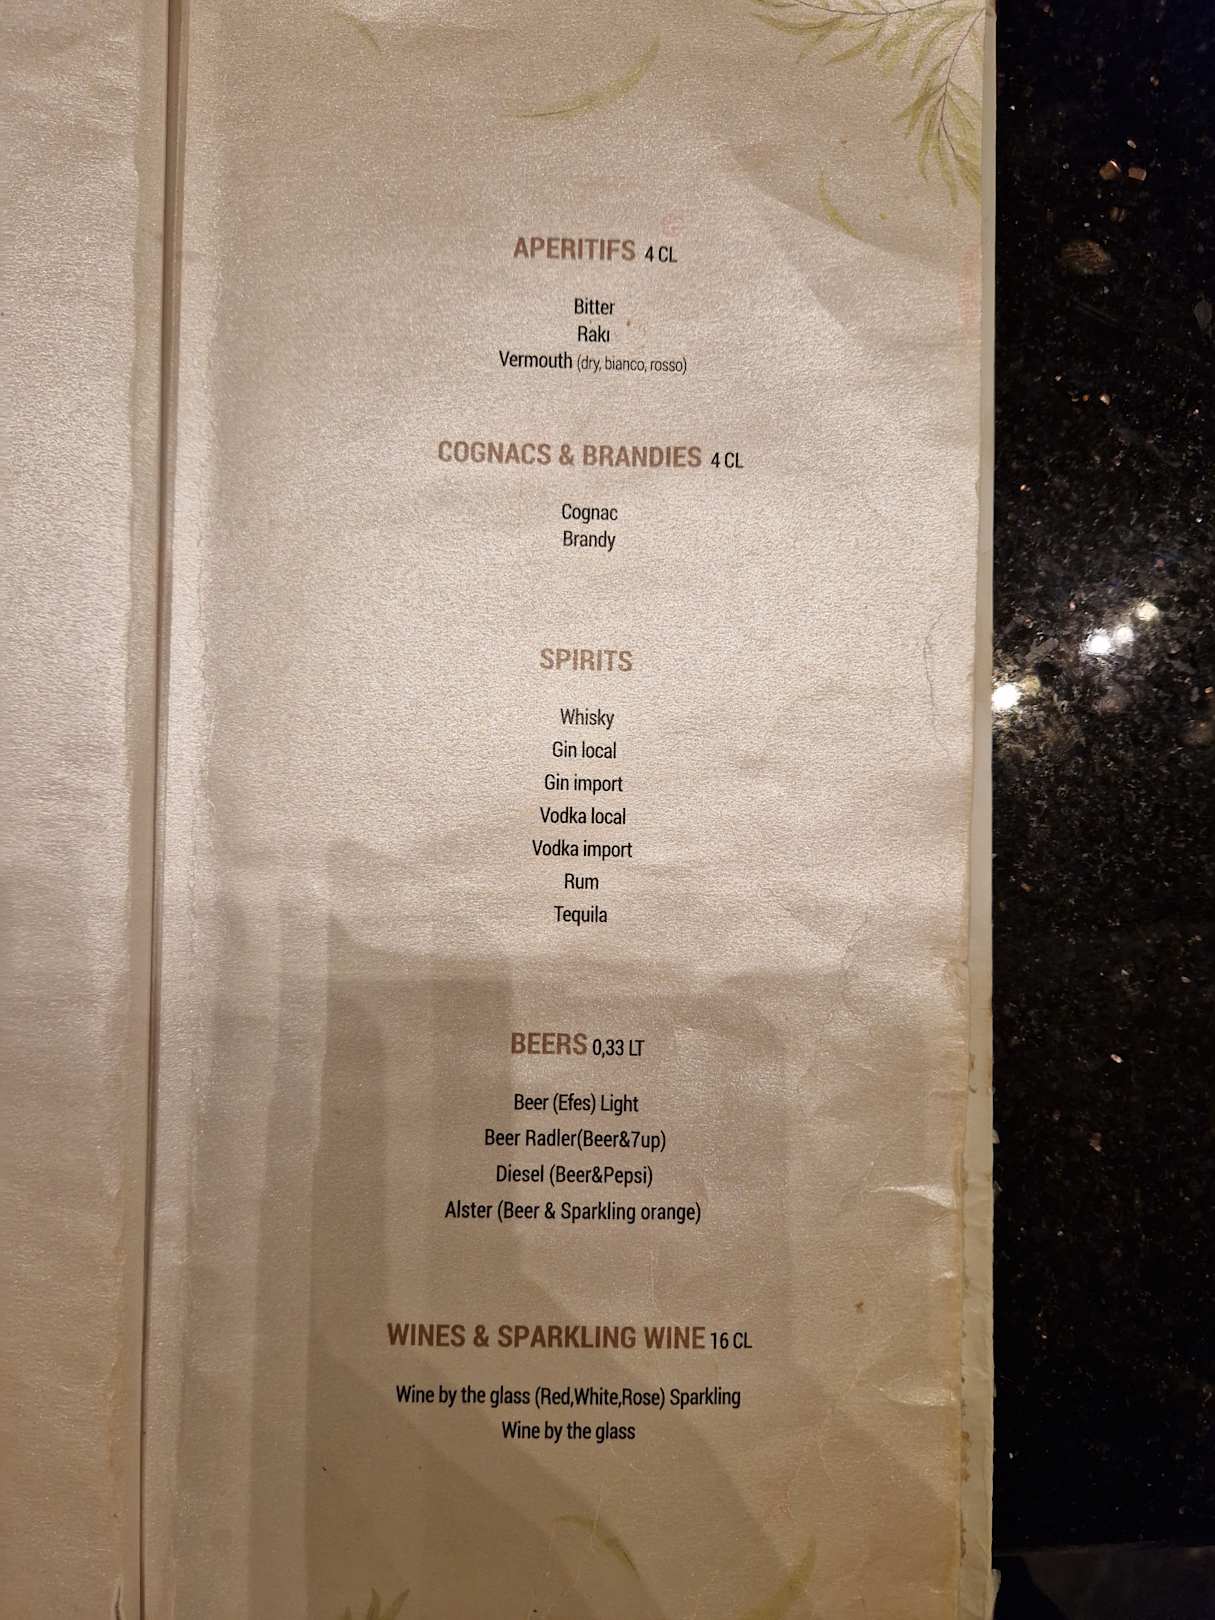 APERITIFS 4 CL
Bitter
Rakı
Vermouth (dry, bianco, rosso)
COGNACS & BRANDIES 4 CL
Cognac
Brandy
SPIRITS
Whisky
Gin local
Gin import
Vodka local
Vodka import
Rum
Tequila
BEERS 0,33 LT
Beer (Efes) Light
Beer Radler(Beer&7up)
Diesel (Beer&Pepsi)
Alster (Beer & Sparkling orange)
WINES & SPARKLING WINE 16 CL
Wine by the glass (Red,White,Rose) Sparkling
Wine by the glass